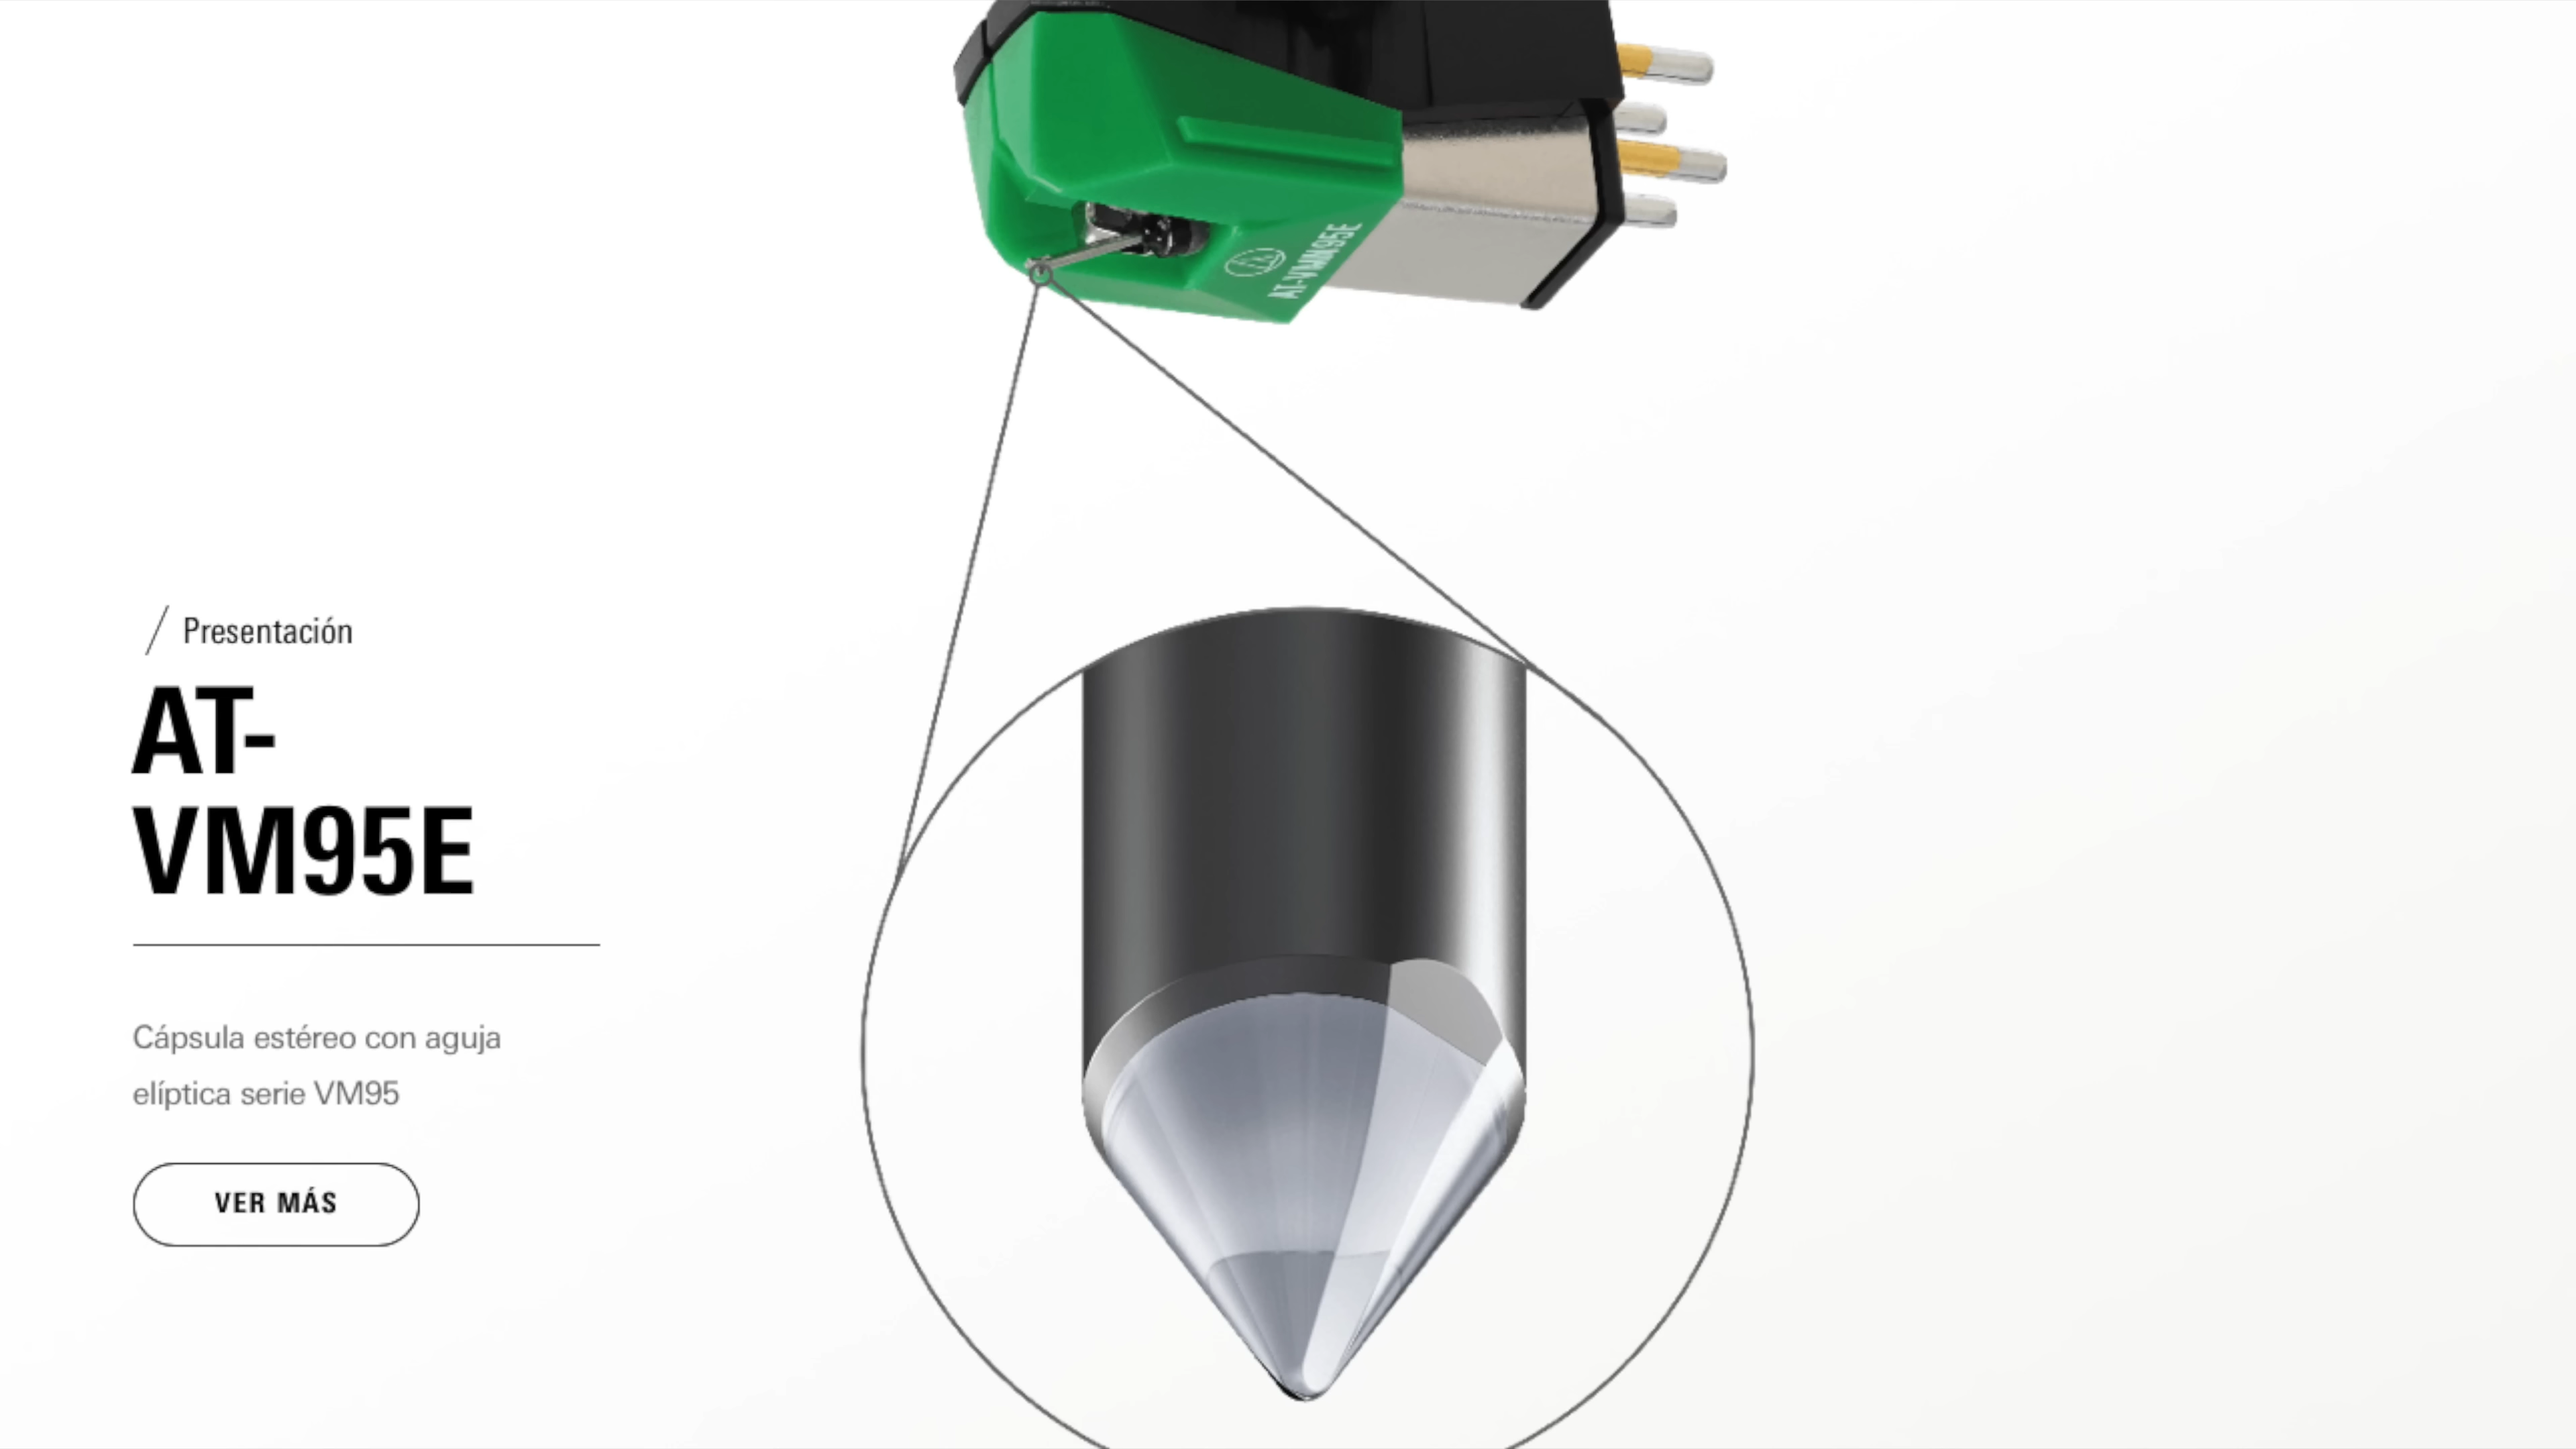 AT-VM95E
Presentación
AT-
VM95E
Cápsula estéreo con aguja
elíptica serie VM95
VER MÁS